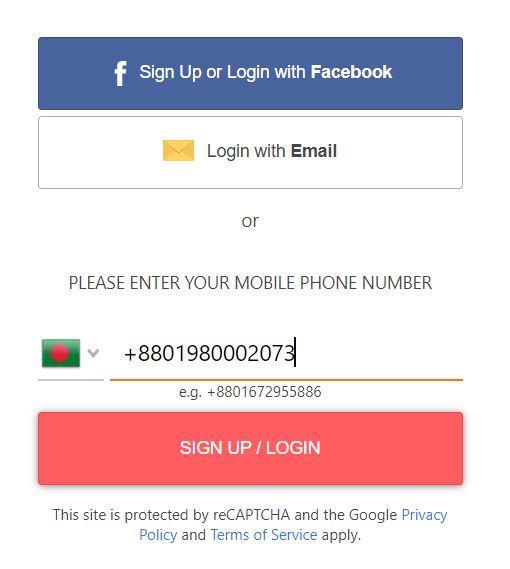 Sign Up or Login with Facebook
Login with Email
or
PLEASE ENTER YOUR MOBILE PHONE NUMBER
+8801980002073
e.g. +8801672955886
SIGN UP / LOGIN
This site is protected by reCAPTCHA and the Google Privacy
Policy and Terms of Service apply.